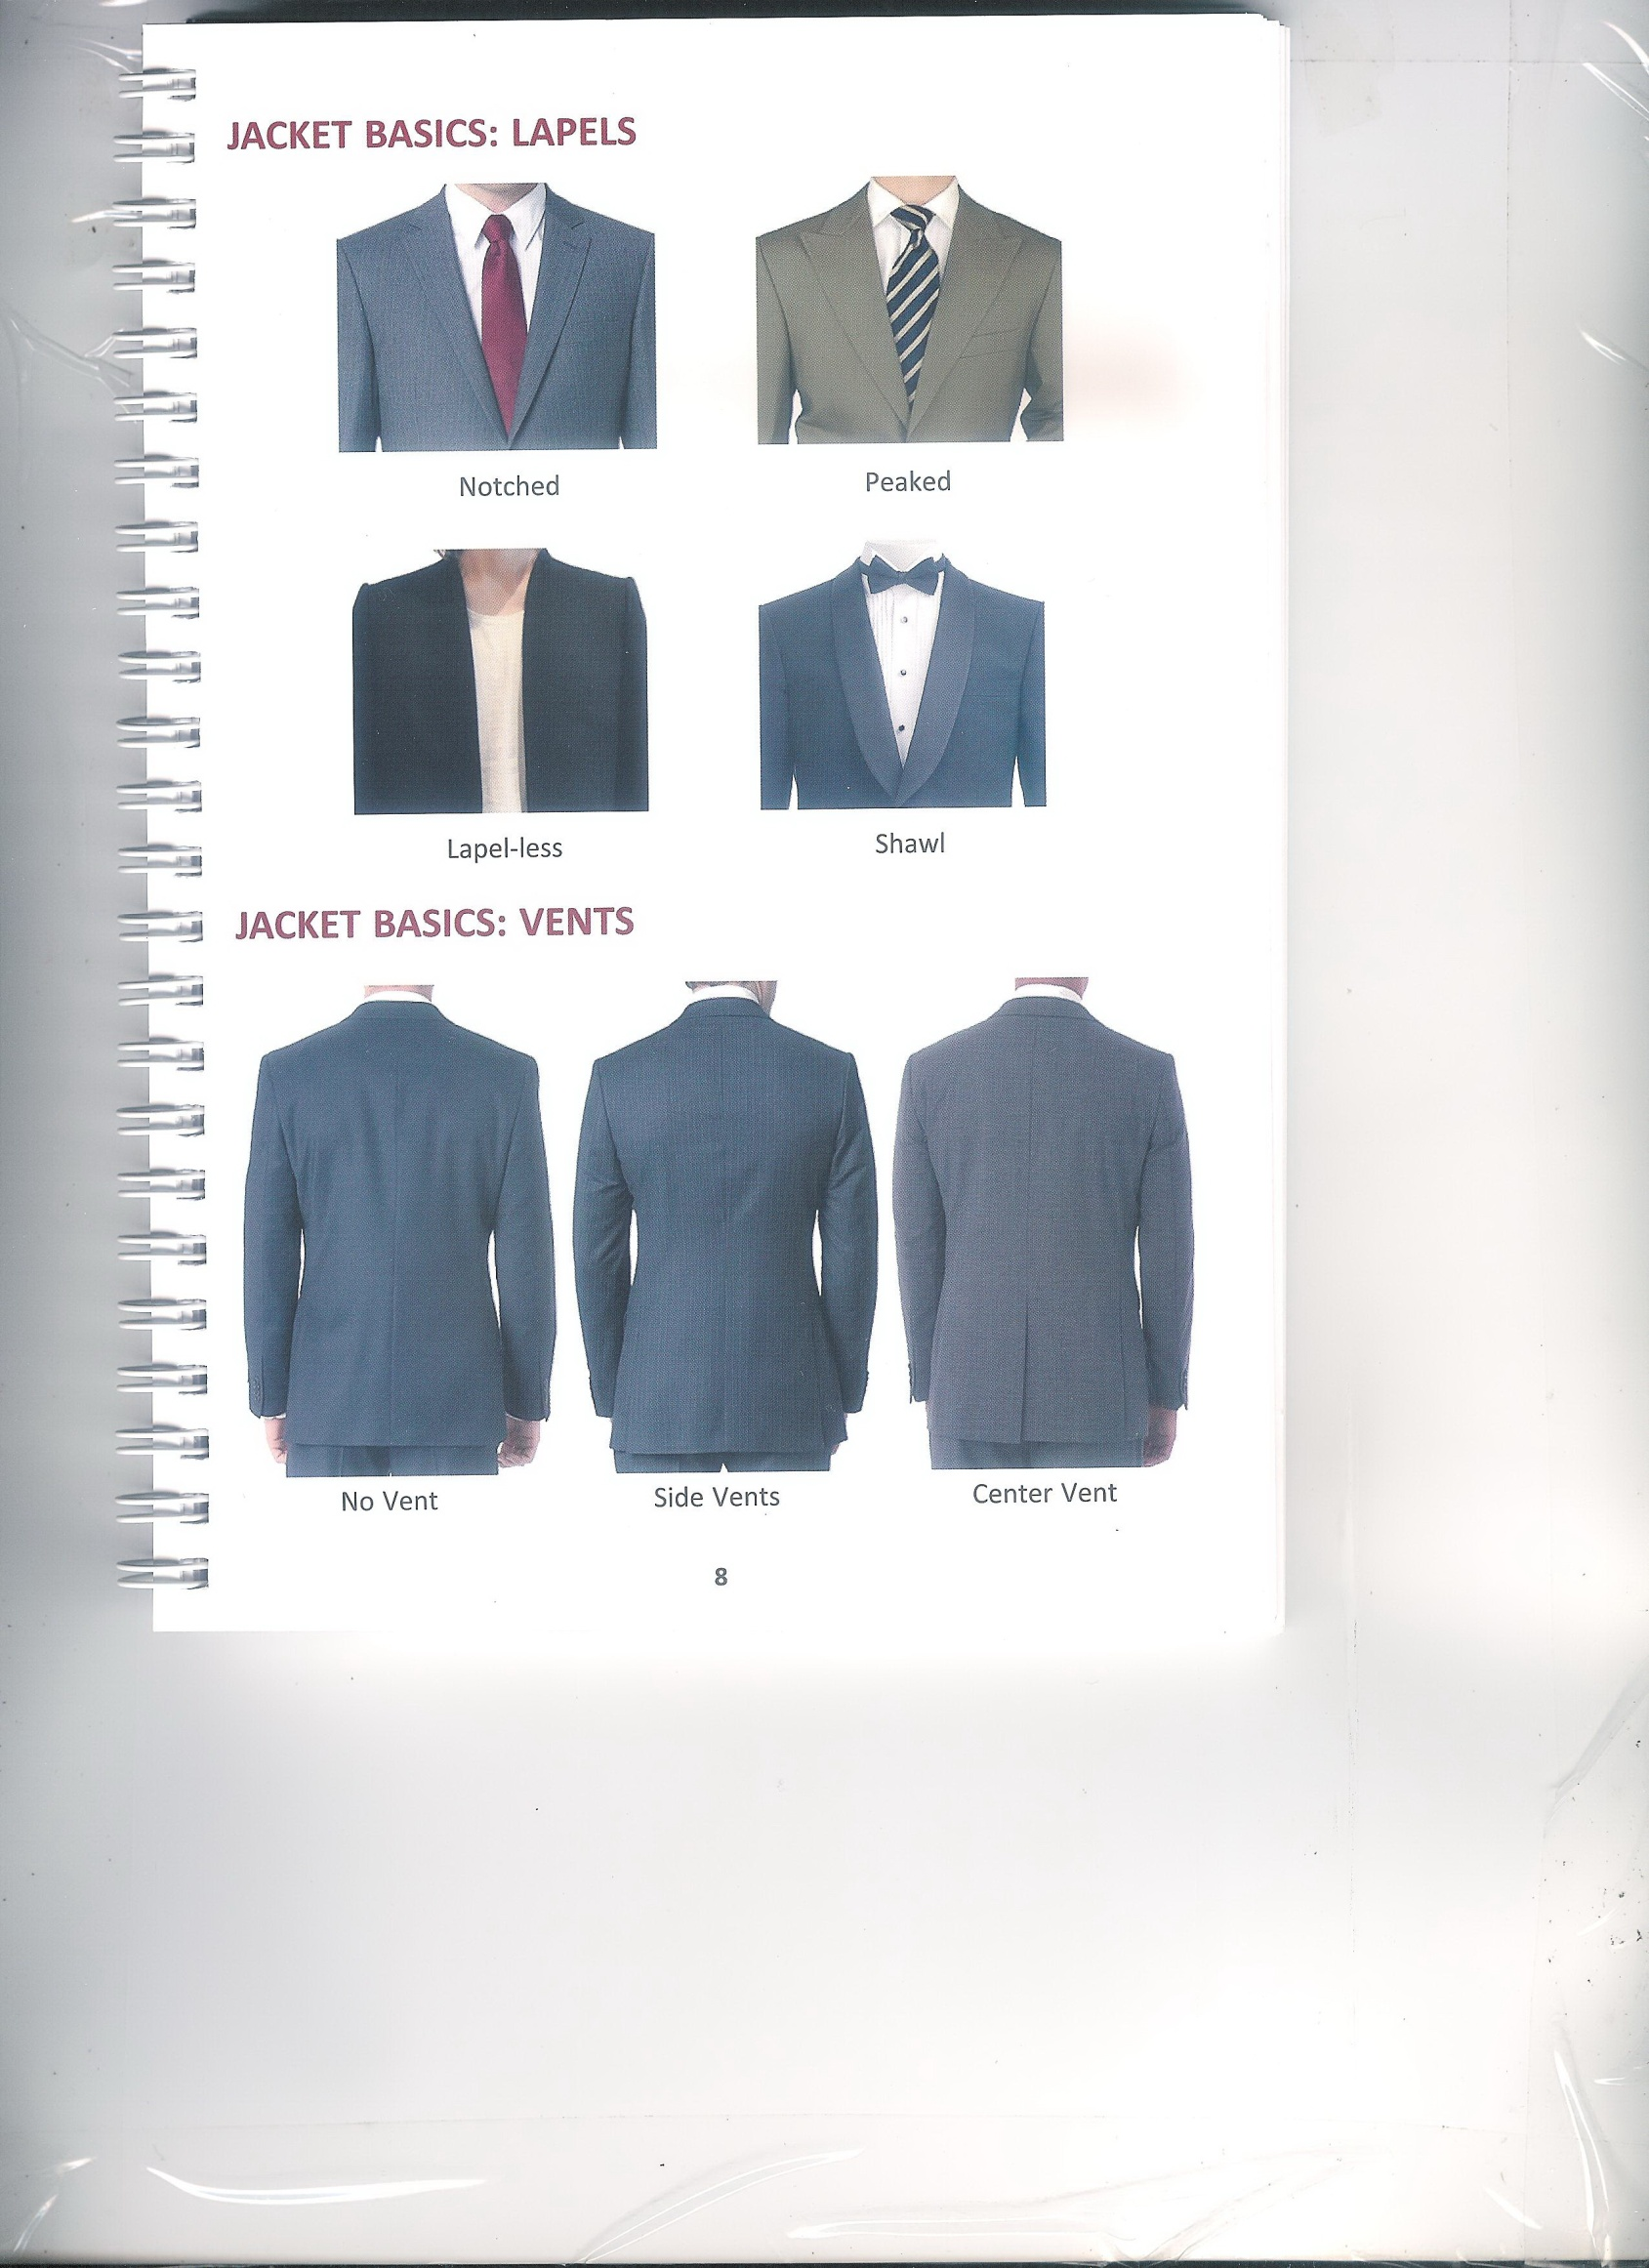 JACKET BASICS: LAPELS
Notched
Peaked
Lapel-less
Shawl
JACKET BASICS: VENTS
No Vent
Side Vents
Center Vent
8